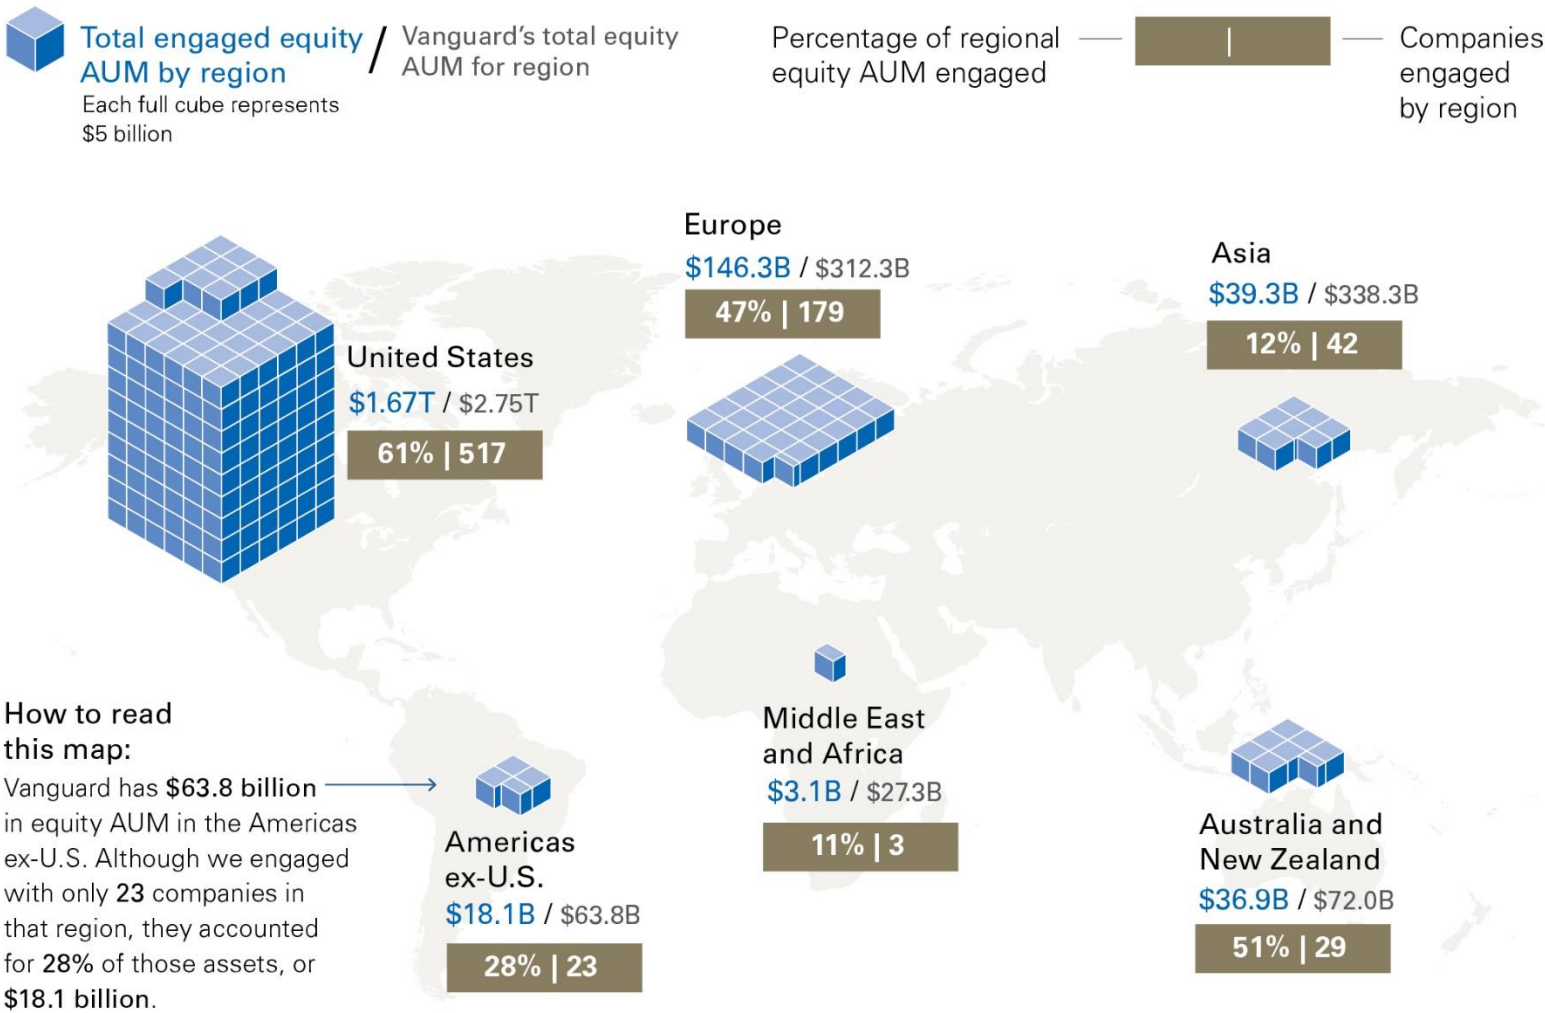 Total engaged equity
AUM by region
/
Vanguard’s total equity
AUM for region
Each full cube represents
$5 billion
Percentage of regional
equity AUM engaged
|
Companies
engaged
by region
United States
$1.67T / $2.75T
61% | 517
Europe
$146.3B / $312.3B
47% | 179
Asia
$39.3B / $338.3B
12% | 42
How to read
this map:
Vanguard has $63.8 billion
in equity AUM in the Americas
ex-U.S. Although we engaged
with only 23 companies in
that region, they accounted
for 28% of those assets, or
$18.1 billion.
Americas
ex-U.S.
$18.1B / $63.8B
28% | 23
Middle East
and Africa
$3.1B / $27.3B
11% | 3
Australia and
New Zealand
$36.9B / $72.0B
51% | 29